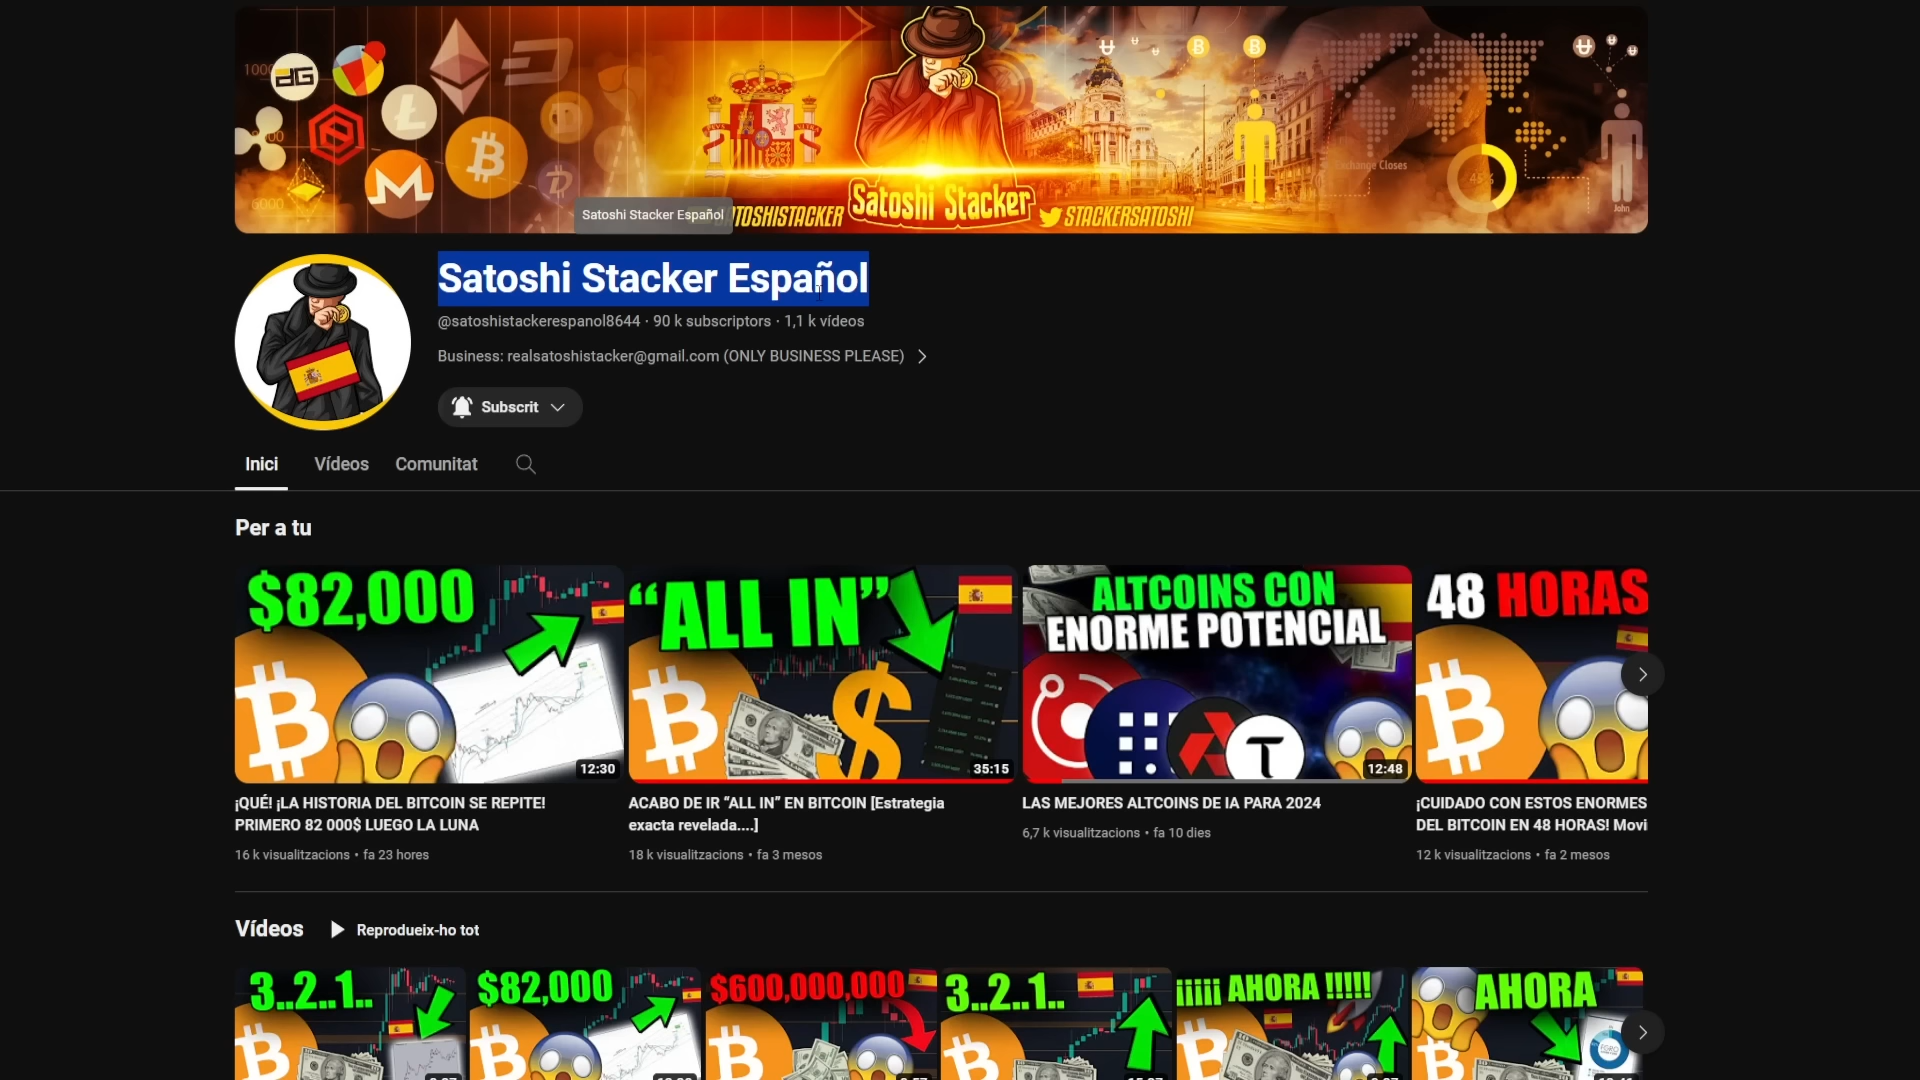 Satoshi Stacker
STACKERSATOSHI
Exchange Closes
45%
John
Satoshi Stacker Español
Satoshi Stacker Español
@satoshistackerespanol8644 · 90 k subscriptors · 1,1 k vídeos
Business: realsatoshistacker@gmail.com (ONLY BUSINESS PLEASE)
Subscrit
Inici
Vídeos
Comunitat
Per a tu
$82,000
12:30
¡QUÉ! ¡LA HISTORIA DEL BITCOIN SE REPITE!
PRIMERO 82 000$ LUEGO LA LUNA
16 k visualitzacions • fa 23 hores
“ALL IN”
35:15
ACABO DE IR “ALL IN” EN BITCOIN [Estrategia
exacta revelada....]
18 k visualitzacions • fa 3 mesos
ALTCOINS CON
ENORME POTENCIAL
12:48
LAS MEJORES ALTCOINS DE IA PARA 2024
6,7 k visualitzacions • fa 10 dies
48 HORAS
¡CUIDADO CON ESTOS ENORMES
DEL BITCOIN EN 48 HORAS! Movi
12 k visualitzacions • fa 2 mesos
Vídeos
Reprodueix-ho tot
3..2..1..
$82,000
$600,000,000
3..2..1..
¡¡¡¡¡ AHORA !!!!!
AHORA